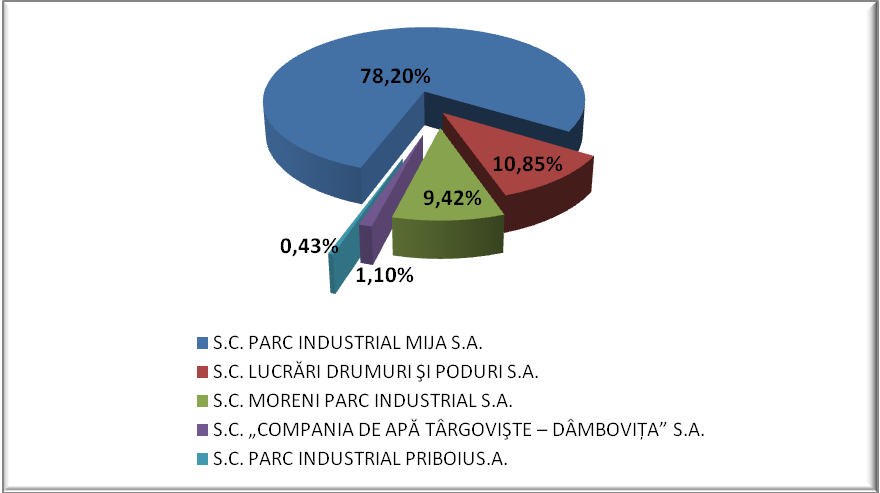 78,20%
10,85%
9,42%
0,43%
1,10%
S.C. PARC INDUSTRIAL MIJA S.A.
S.C. LUCRĂRI DRUMURI ŞI PODURI S.A.
S.C. MORENI PARC INDUSTRIAL S.A.
S.C. „COMPANIA DE APĂ TÂRGOVIŞTE – DÂMBOVIŢA” S.A.
S.C. PARC INDUSTRIAL PRIBOIUS.A.